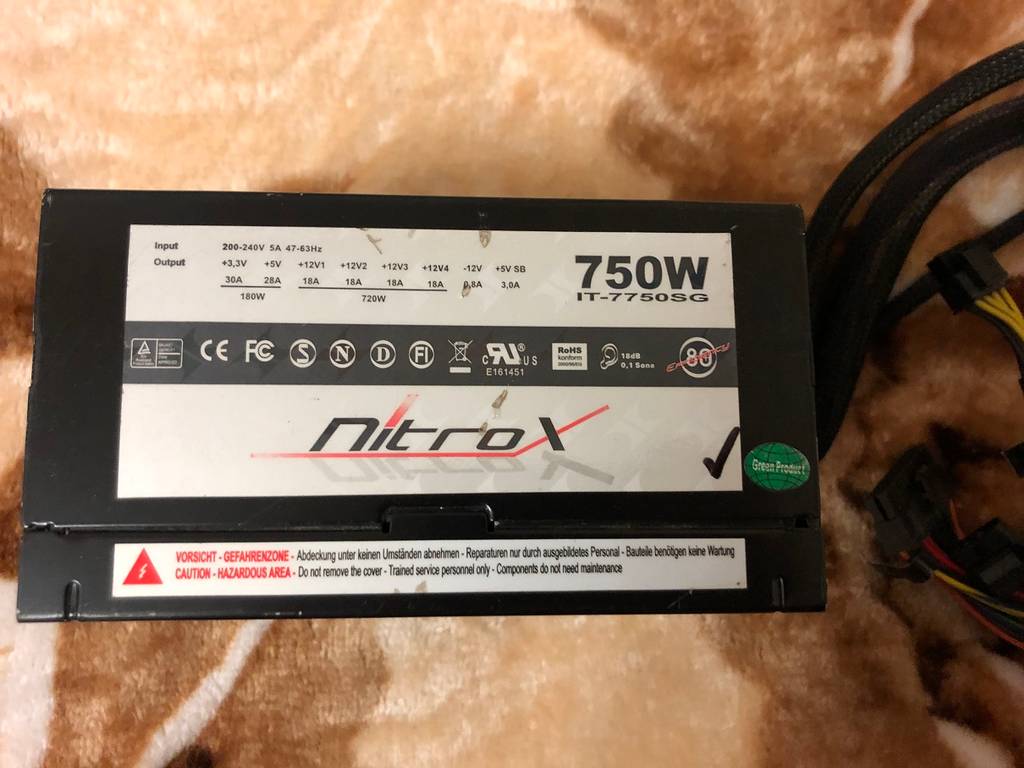 Input 200-240V 5A 47-63Hz
Output +3,3V +5V +12V1 +12V2 +12V3 +12V4 -12V +5V SB
30A 28A 18A 18A 18A 18A 0,8A 3,0A
180W 720W
750W
IT-7750SG
CE FC S N D FI
c RU ® US
E161451
RoHS
konform
18dB
0,1 Sone
80
nitrox
Green Product
VORSICHT - GEFAHRENZONE - Abdeckung unter keinen Umständen abnehmen - Reparaturen nur durch ausgebildetes Personal - Bauteile benötigen keine Wartung
CAUTION - HAZARDOUS AREA - Do not remove the cover - Trained service personnel only - Components do not need maintenance